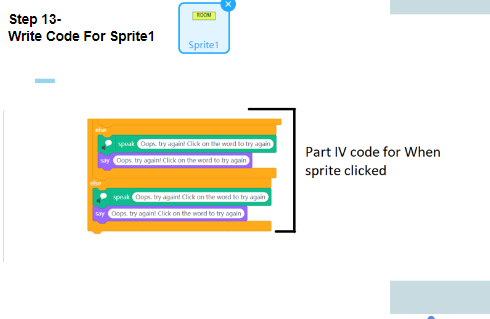 Step 13-
Write Code For Sprite1
ROOM
Sprite1
else
speak Oops, try again! Click on the word to try again
say Oops, try again! Click on the word to try again
else
speak Oops, try again! Click on the word to try again
say Oops, try again! Click on the word to try again
Part IV code for When
sprite clicked